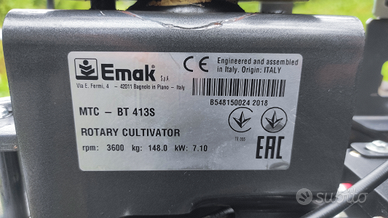 Emak S.p.A.
Via E. Fermi, 4 - 42011 Bagnolo in Piano - Italy
CE
Engineered and assembled
in Italy. Origin: ITALY
B548150024 2018
MTC - BT 413S
ROTARY CULTIVATOR
rpm: 3600 kg: 148.0 kW: 7.10
EAC
SUBITO